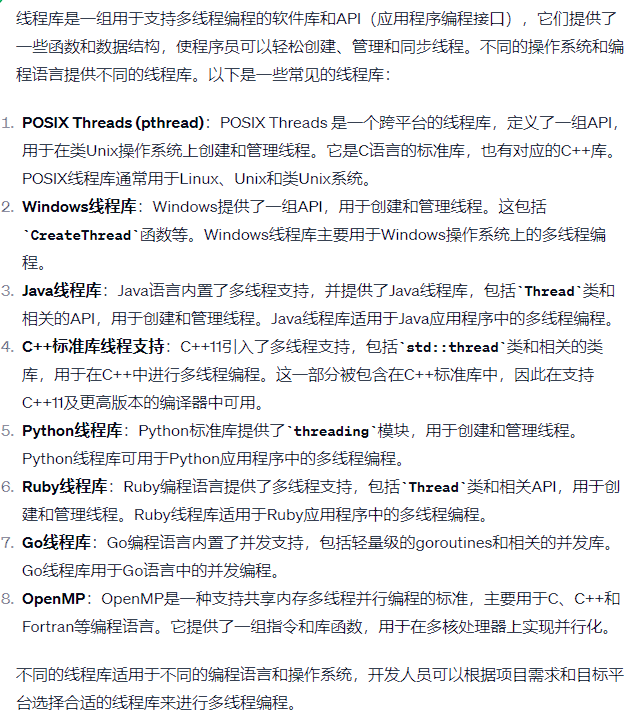 线程库是一组用于支持多线程编程的软件库和API（应用程序编程接口），它们提供了
一些函数和数据结构，使程序员可以轻松创建、管理和同步线程。不同的操作系统和编
程语言提供不同的线程库。以下是一些常见的线程库：
1. POSIX Threads (pthread)：POSIX Threads 是一个跨平台的线程库，定义了一组API，
用于在类Unix操作系统上创建和管理线程。它是C语言的标准库，也有对应的C++库。
POSIX线程库通常用于Linux、Unix和类Unix系统。
2. Windows线程库：Windows提供了一组API，用于创建和管理线程。这包括
`CreateThread`函数等。Windows线程库主要用于Windows操作系统上的多线程编
程。
3. Java线程库：Java语言内置了多线程支持，并提供了Java线程库，包括`Thread`类和
相关的API，用于创建和管理线程。Java线程库适用于Java应用程序中的多线程编程。
4. C++标准库线程支持：C++11引入了多线程支持，包括`std::thread`类和相关的类
库，用于在C++中进行多线程编程。这一部分被包含在C++标准库中，因此在支持
C++11及更高版本的编译器中可用。
5. Python线程库：Python标准库提供了`threading`模块，用于创建和管理线程。
Python线程库可用于Python应用程序中的多线程编程。
6. Ruby线程库：Ruby编程语言提供了多线程支持，包括`Thread`类和相关API，用于创
建和管理线程。Ruby线程库适用于Ruby应用程序中的多线程编程。
7. Go线程库：Go编程语言内置了并发支持，包括轻量级的goroutines和相关的并发库。
Go线程库用于Go语言中的并发编程。
8. OpenMP：OpenMP是一种支持共享内存多线程并行编程的标准，主要用于C、C++和
Fortran等编程语言。它提供了一组指令和库函数，用于在多核处理器上实现并行化。
不同的线程库适用于不同的编程语言和操作系统，开发人员可以根据项目需求和目标平
台选择合适的线程库来进行多线程编程。